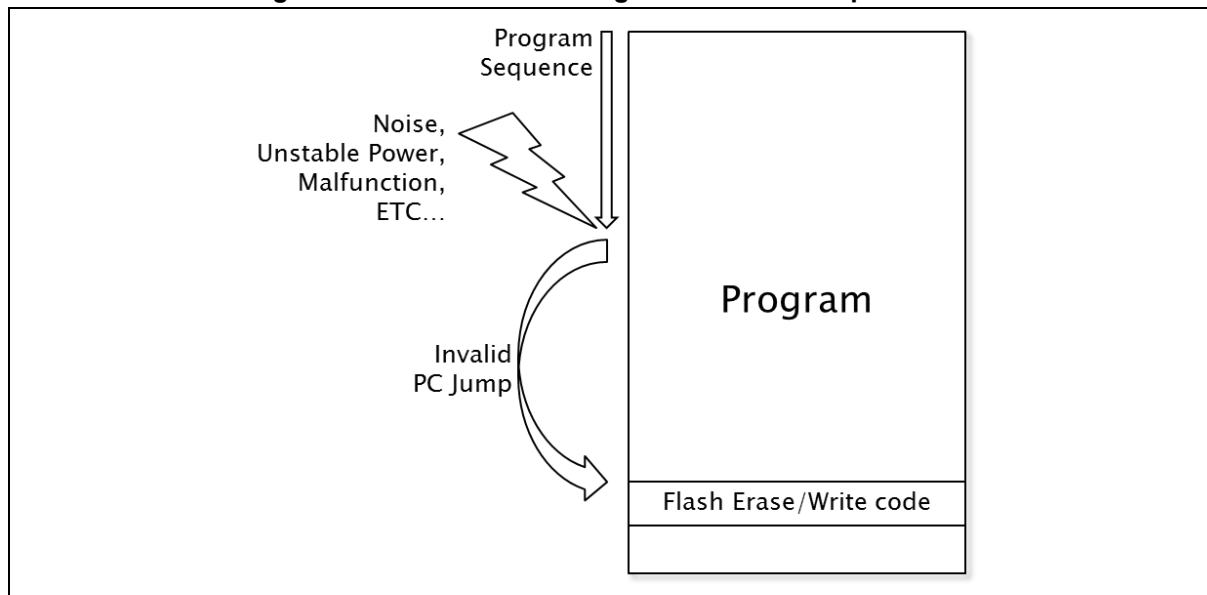 Program
Sequence
Noise,
Unstable Power,
Malfunction,
ETC...
Program
Invalid
PC Jump
Flash Erase/Write code